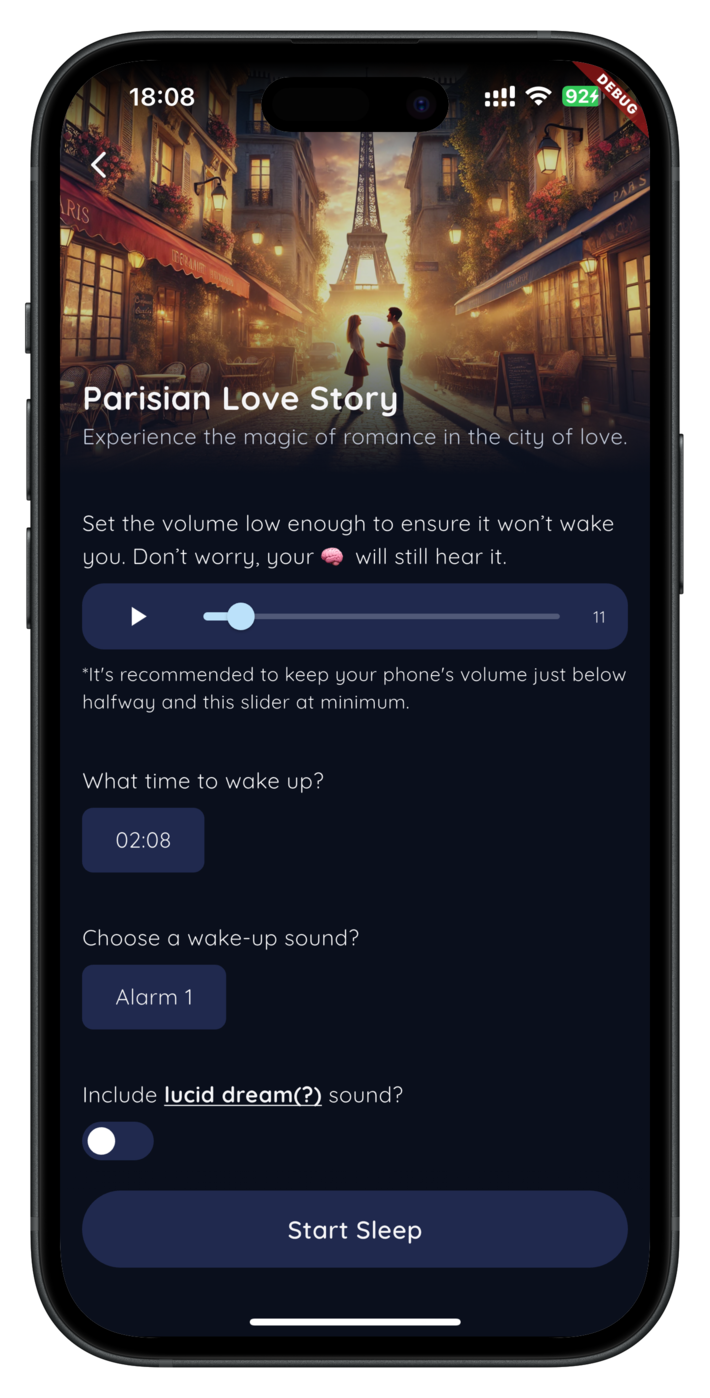 18:08
92
DEBUG
PARIS
PARIS
Parisian Love Story
Experience the magic of romance in the city of love.
Set the volume low enough to ensure it won't wake
you. Don't worry, your 🧠 will still hear it.
11
*It's recommended to keep your phone's volume just below
halfway and this slider at minimum.
What time to wake up?
02:08
Choose a wake-up sound?
Alarm 1
Include lucid dream(?) sound?
Start Sleep